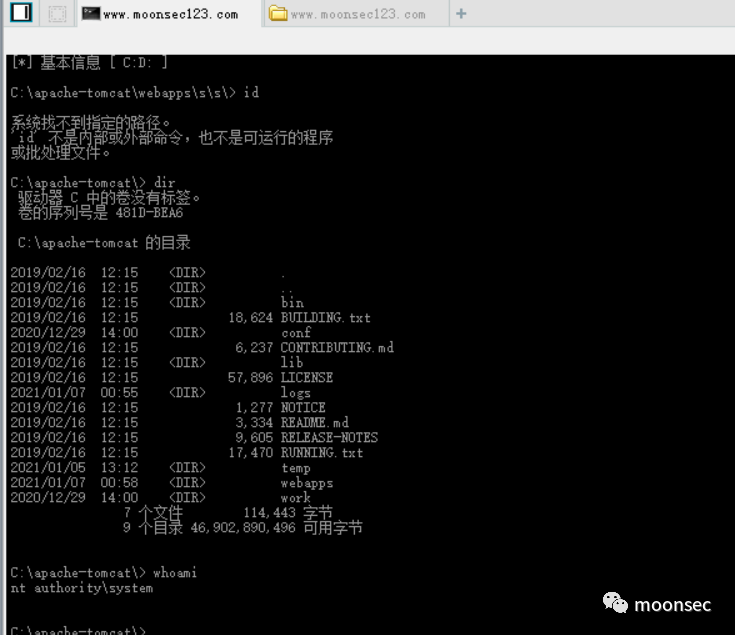 www.moonsec123.com
www.moonsec123.com
[*] 基本信息 [ C:D: ]
C:\apache-tomcat\webapps\s\s\> id
系统找不到指定的路径。
'id' 不是内部或外部命令，也不是可运行的程序
或批处理文件。
C:\apache-tomcat\> dir
驱动器 C 中的卷没有标签。
卷的序列号是 481D-BEA6
C:\apache-tomcat 的目录
2019/02/16  12:15    <DIR>          .
2019/02/16  12:15    <DIR>          ..
2019/02/16  12:15    <DIR>          bin
2019/02/16  12:15            18,624 BUILDING.txt
2020/12/29  14:00    <DIR>          conf
2019/02/16  12:15             6,237 CONTRIBUTING.md
2019/02/16  12:15    <DIR>          lib
2019/02/16  12:15            57,896 LICENSE
2021/01/07  00:55    <DIR>          logs
2019/02/16  12:15             1,277 NOTICE
2019/02/16  12:15             3,334 README.md
2019/02/16  12:15             9,605 RELEASE-NOTES
2019/02/16  12:15            17,470 RUNNING.txt
2021/01/05  13:12    <DIR>          temp
2021/01/07  00:58    <DIR>          webapps
2020/12/29  14:00    <DIR>          work
7 个文件        114,443 字节
9 个目录 46,902,890,496 可用字节
C:\apache-tomcat\> whoami
nt authority\system
moonsec
C:\apache-tomcat\>